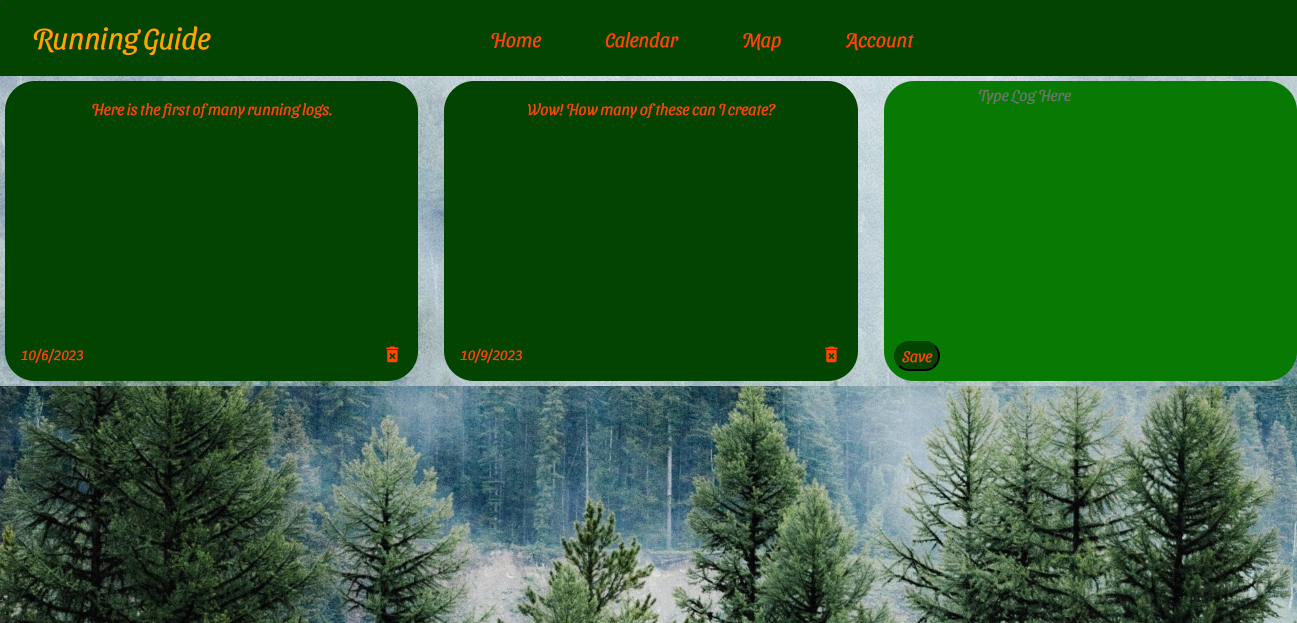 Running Guide
Home Calendar Map Account
Here is the first of many running logs.
10/6/2023
Wow! How many of these can I create?
10/9/2023
Type Log Here
Save